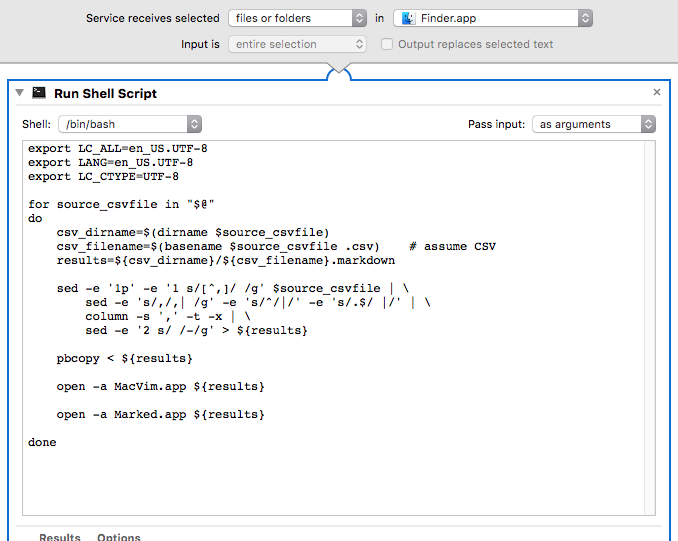 Service receives selected files or folders in Finder.app
Input is entire selection Output replaces selected text
Run Shell Script
Shell: /bin/bash Pass input: as arguments
export LC_ALL=en_US.UTF-8
export LANG=en_US.UTF-8
export LC_CTYPE=UTF-8
for source_csvfile in "$@"
do
    csv_dirname=$(dirname $source_csvfile)
    csv_filename=$(basename $source_csvfile .csv)    # assume CSV
    results=${csv_dirname}/${csv_filename}.markdown
    sed -e '1p' -e '1 s/[^,]/ /g' $source_csvfile | \
        sed -e 's/,/,| /g' -e 's/^/|/' -e 's/.$/ |/' | \
        column -s ',' -t -x | \
        sed -e '2 s/ /-/g' > ${results}
    pbcopy < ${results}
    open -a MacVim.app ${results}
    open -a Marked.app ${results}
done
Results Options